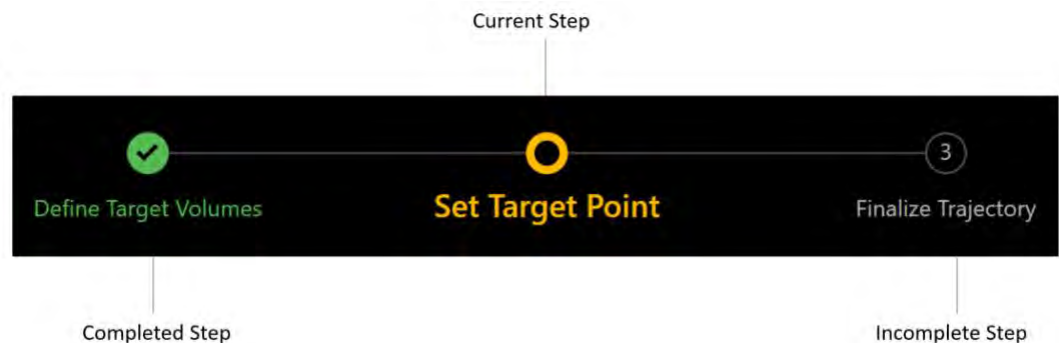 Current Step
3
Define Target Volumes
Set Target Point
Finalize Trajectory
Completed Step
Incomplete Step